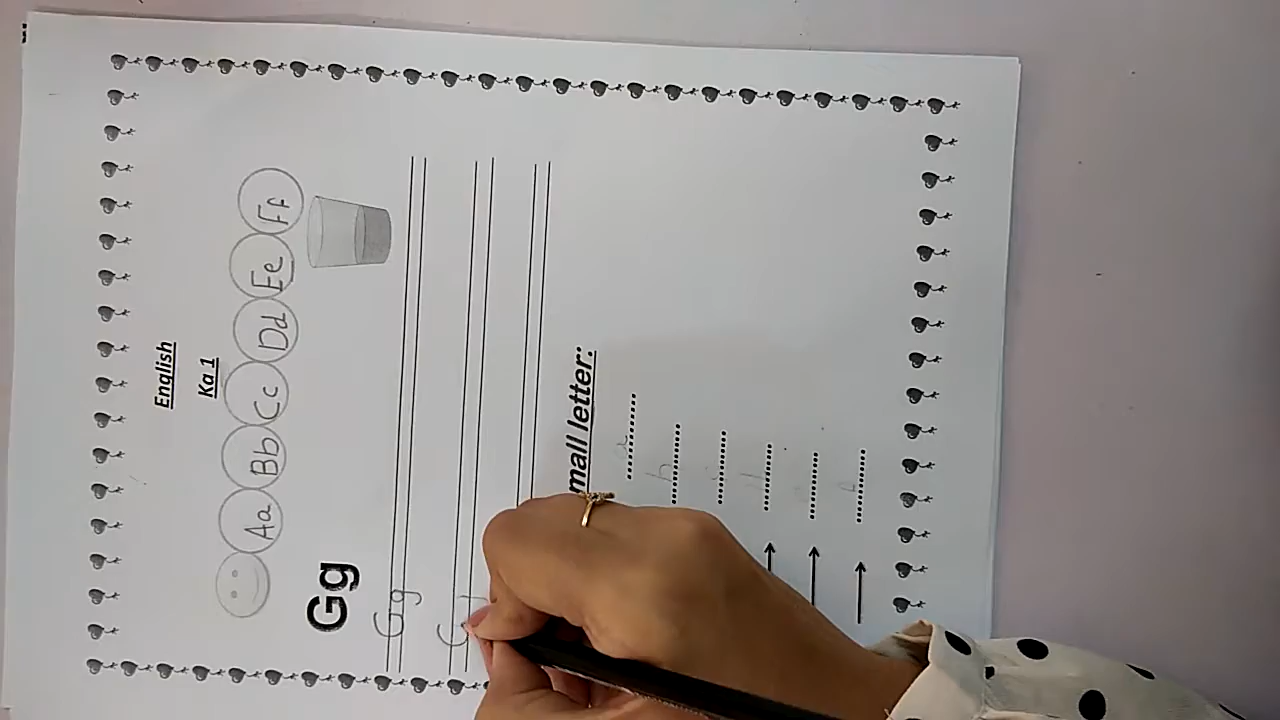 English
Ka 1
Aa Bb Cc Dd Ee Ff
Gg
Gg
mall letter:
a
b